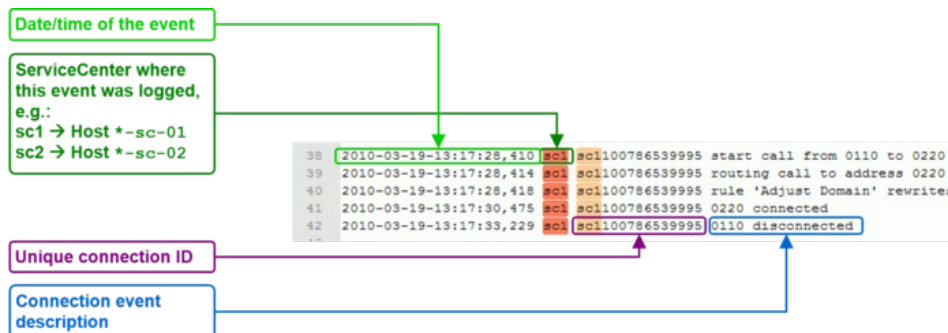 Date/time of the event
ServiceCenter where
this event was logged,
e.g.:
sc1 → Host *-sc-01
sc2 → Host *-sc-02
38 2010-03-19-13:17:28,410 sc1 sc1100786539995 start call from 0110 to 0220
39 2010-03-19-13:17:28,414 sc1 sc1100786539995 routing call to address 0220
40 2010-03-19-13:17:28,418 sc1 sc1100786539995 rule 'Adjust Domain' rewrites
41 2010-03-19-13:17:30,475 sc1 sc1100786539995 0220 connected
42 2010-03-19-13:17:33,229 sc1 sc1100786539995 0110 disconnected
Unique connection ID
Connection event
description